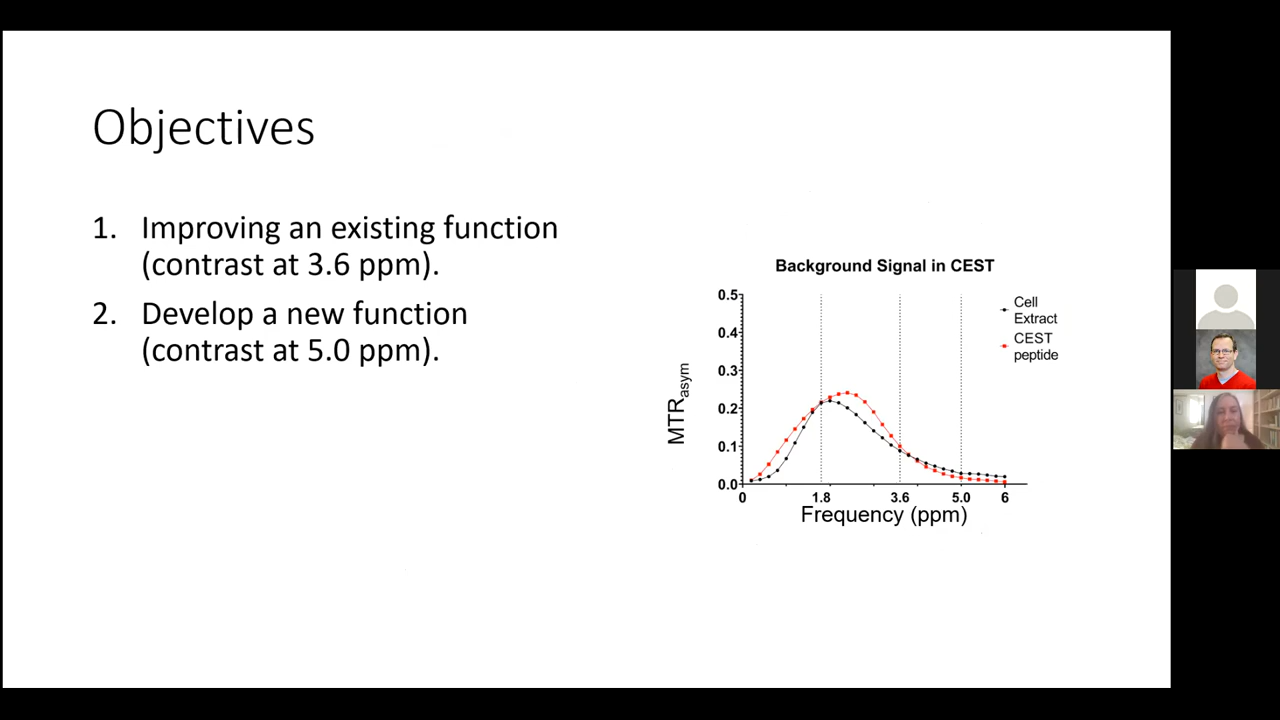 Objectives
1. Improving an existing function
(contrast at 3.6 ppm).
2. Develop a new function
(contrast at 5.0 ppm).
Background Signal in CEST
0.5
0.4
0.3
0.2
0.1
0.0
MTRasym
0 1.8 3.6 5.0 6
Frequency (ppm)
Cell
Extract
CEST
peptide